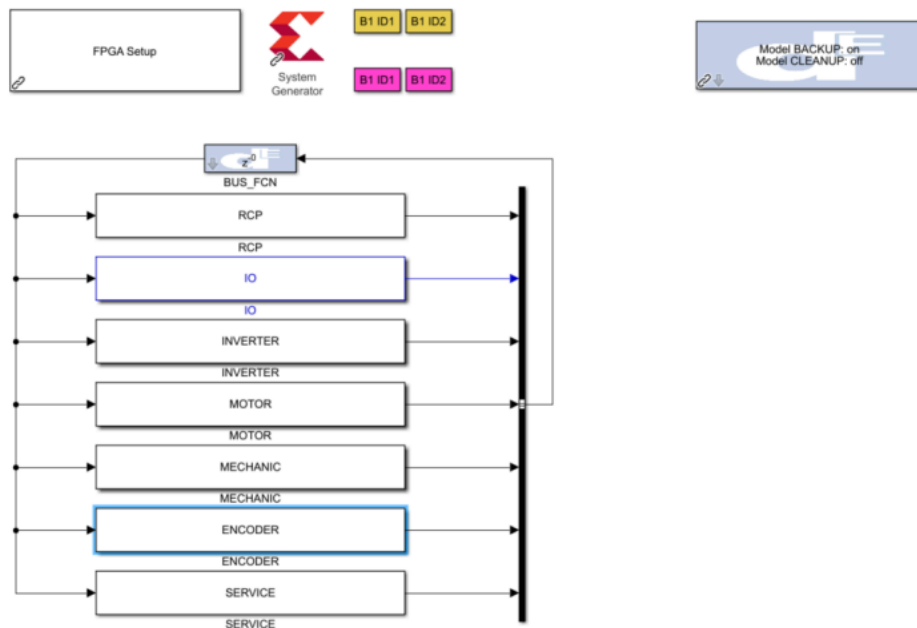 FPGA Setup
System
Generator
B1 ID1
B1 ID2
B1 ID1
B1 ID2
Model BACKUP: on
Model CLEANUP: off
z-0
BUS_FCN
RCP
RCP
IO
IO
INVERTER
INVERTER
MOTOR
MOTOR
MECHANIC
MECHANIC
ENCODER
ENCODER
SERVICE
SERVICE